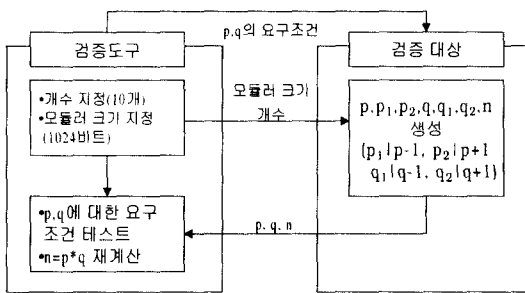 p,q의 요구조건
검증도구
검증 대상
•개수 지정(10개)
•모듈러 크기 지정
(1024비트)
모듈러 크기
개수
p,p₁,p₂,q,q₁,q₂,n
생성
{p₁|p-1, p₂|p+1
q₁|q-1, q₂|q+1}
•p,q에 대한 요구
조건 테스트
•n=p*q 재계산
p, q, n